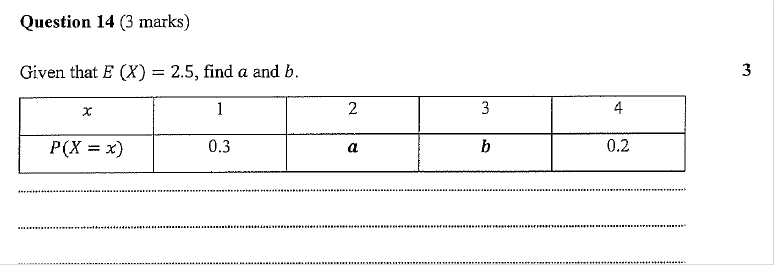 Question 14 (3 marks)
Given that E (X) = 2.5, find a and b. 3
x 1 2 3 4
P(X = x) 0.3 a b 0.2